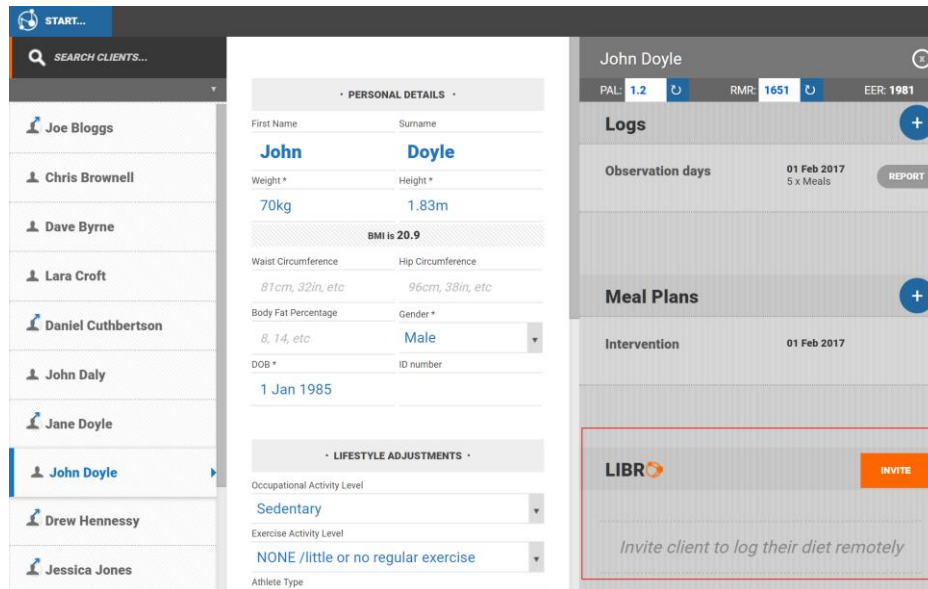 START...
SEARCH CLIENTS...
Joe Bloggs
Chris Brownell
Dave Byrne
Lara Croft
Daniel Cuthbertson
John Daly
Jane Doyle
John Doyle
Drew Hennessy
Jessica Jones
· PERSONAL DETAILS ·
First Name Surname
John Doyle
Weight * Height *
70kg 1.83m
BMI is 20.9
Waist Circumference Hip Circumference
81cm, 32in, etc 96cm, 38in, etc
Body Fat Percentage Gender *
8, 14, etc Male
DOB * ID number
1 Jan 1985
· LIFESTYLE ADJUSTMENTS ·
Occupational Activity Level
Sedentary
Exercise Activity Level
NONE /little or no regular exercise
Athlete Type
John Doyle x
PAL: 1.2 RMR: 1651 EER: 1981
Logs +
Observation days 01 Feb 2017 REPORT
5 x Meals
Meal Plans +
Intervention 01 Feb 2017
LIBRO INVITE
Invite client to log their diet remotely